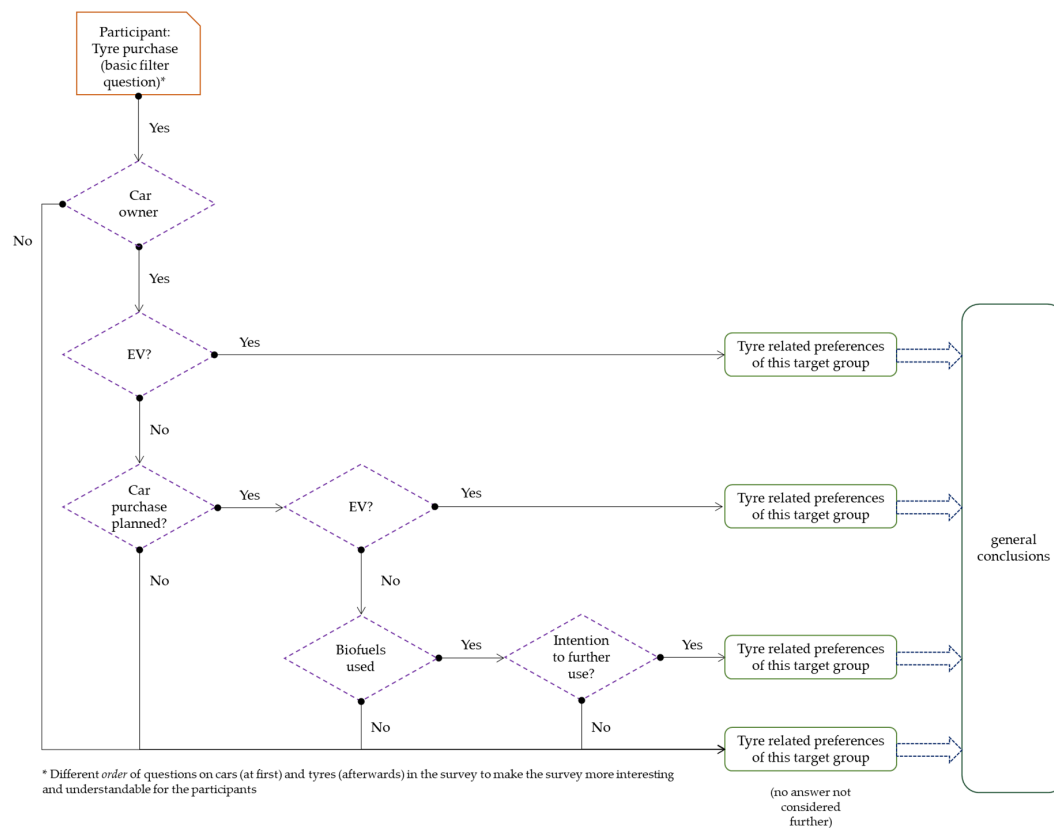 Participant:
Tyre purchase
(basic filter
question)*
Yes
Car
owner
No
Yes
EV?
Yes
Tyre related preferences
of this target group
No
Car
purchase
planned?
Yes
EV?
Yes
Tyre related preferences
of this target group
general
conclusions
No
No
Biofuels
used
Yes
Intention
to further
use?
Yes
Tyre related preferences
of this target group
No
No
Tyre related preferences
of this target group
* Different order of questions on cars (at first) and tyres (afterwards) in the survey to make the survey more interesting
and understandable for the participants
(no answer not
considered
further)